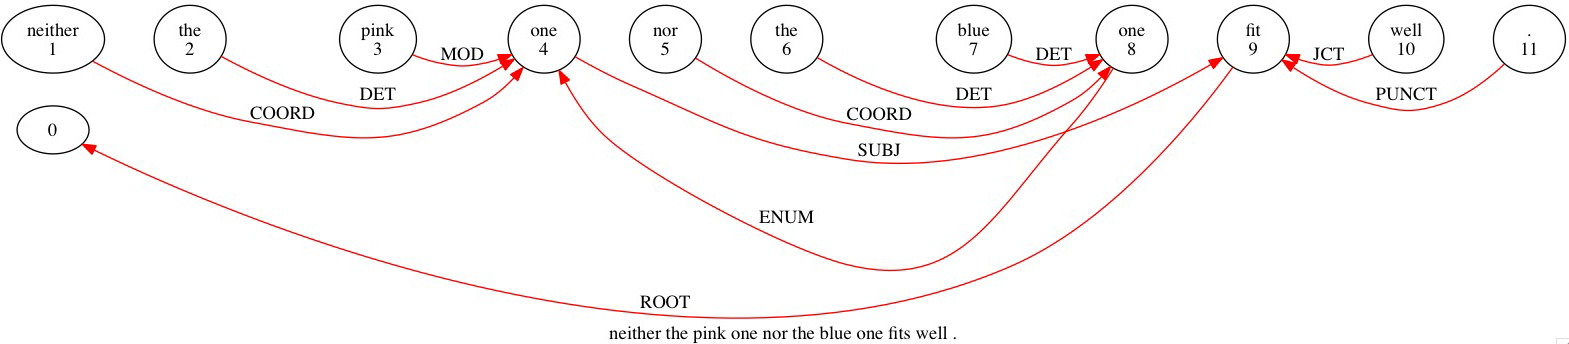 neither the pink one nor the blue one fit well .
1 2 3 4 5 6 7 8 9 10 11
MOD DET JCT
DET DET PUNCT
COORD COORD
0
SUBJ
ENUM
ROOT
neither the pink one nor the blue one fits well .